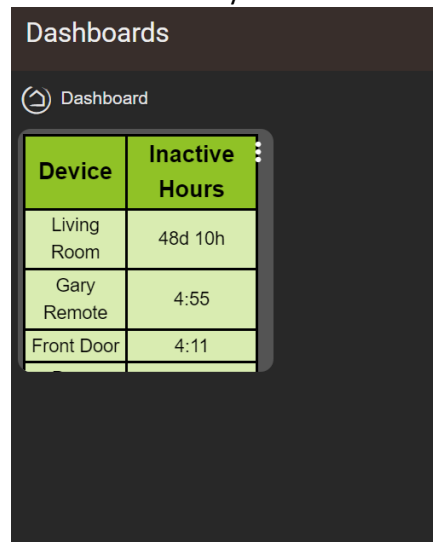 Dashboards
Dashboard
Device Inactive Hours
Living Room 48d 10h
Gary Remote 4:55
Front Door 4:11